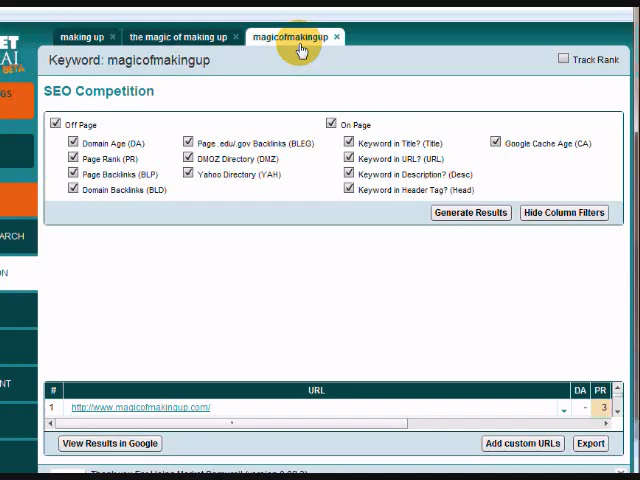 making up × the magic of making up × magicofmakingup ×
ET
AI
BETA
Keyword: magicofmakingup
Track Rank
GS
SEO Competition
Off Page
On Page
Domain Age (DA)
Page .edu/.gov Backlinks (BLEG)
Keyword in Title? (Title)
Google Cache Age (CA)
Page Rank (PR)
DMOZ Directory (DMZ)
Keyword in URL? (URL)
Page Backlinks (BLP)
Yahoo Directory (YAH)
Keyword in Description? (Desc)
Domain Backlinks (BLD)
Keyword in Header Tag? (Head)
Generate Results
Hide Column Filters
ARCH
ON
NT
# URL DA PR
1 http://www.magicofmakingup.com/ - 3
View Results in Google
Add custom URLs
Export